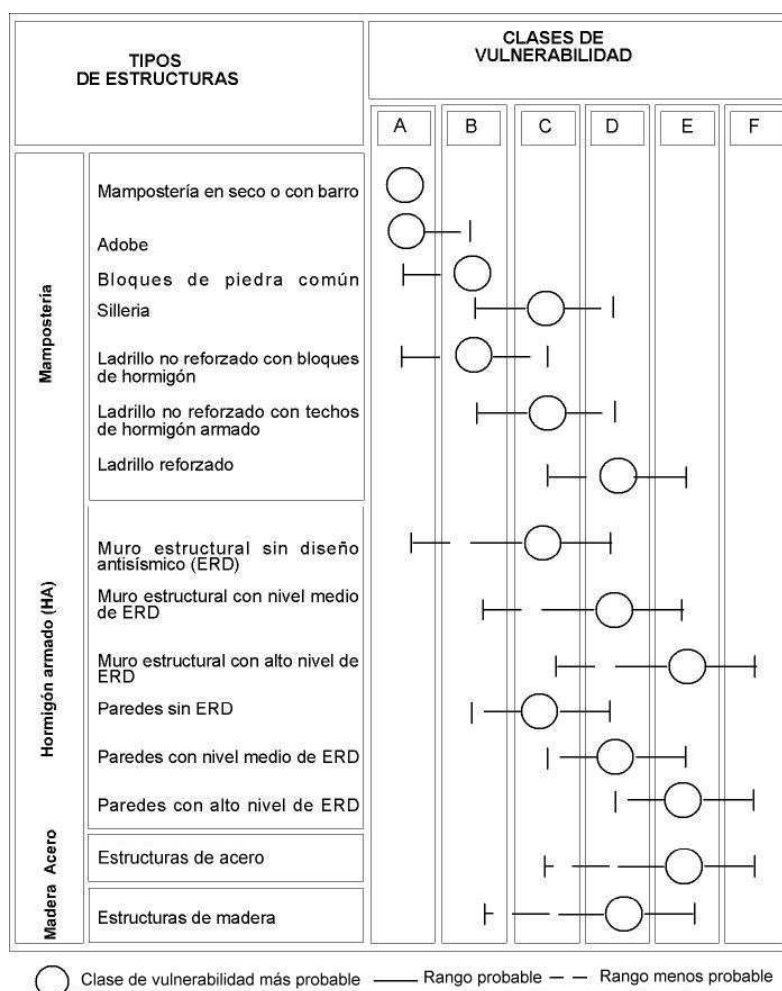 TIPOS
DE ESTRUCTURAS
CLASES DE
VULNERABILIDAD
A B C D E F
Mampostería
Mampostería en seco o con barro
Adobe
Bloques de piedra común
Silleria
Ladrillo no reforzado con bloques
de hormigón
Ladrillo no reforzado con techos
de hormigón armado
Ladrillo reforzado
Hormigón armado (HA)
Muro estructural sin diseño
antisísmico (ERD)
Muro estructural con nivel medio
de ERD
Muro estructural con alto nivel de
ERD
Paredes sin ERD
Paredes con nivel medio de ERD
Paredes con alto nivel de ERD
Acero
Estructuras de acero
Madera
Estructuras de madera
Clase de vulnerabilidad más probable Rango probable Rango menos probable